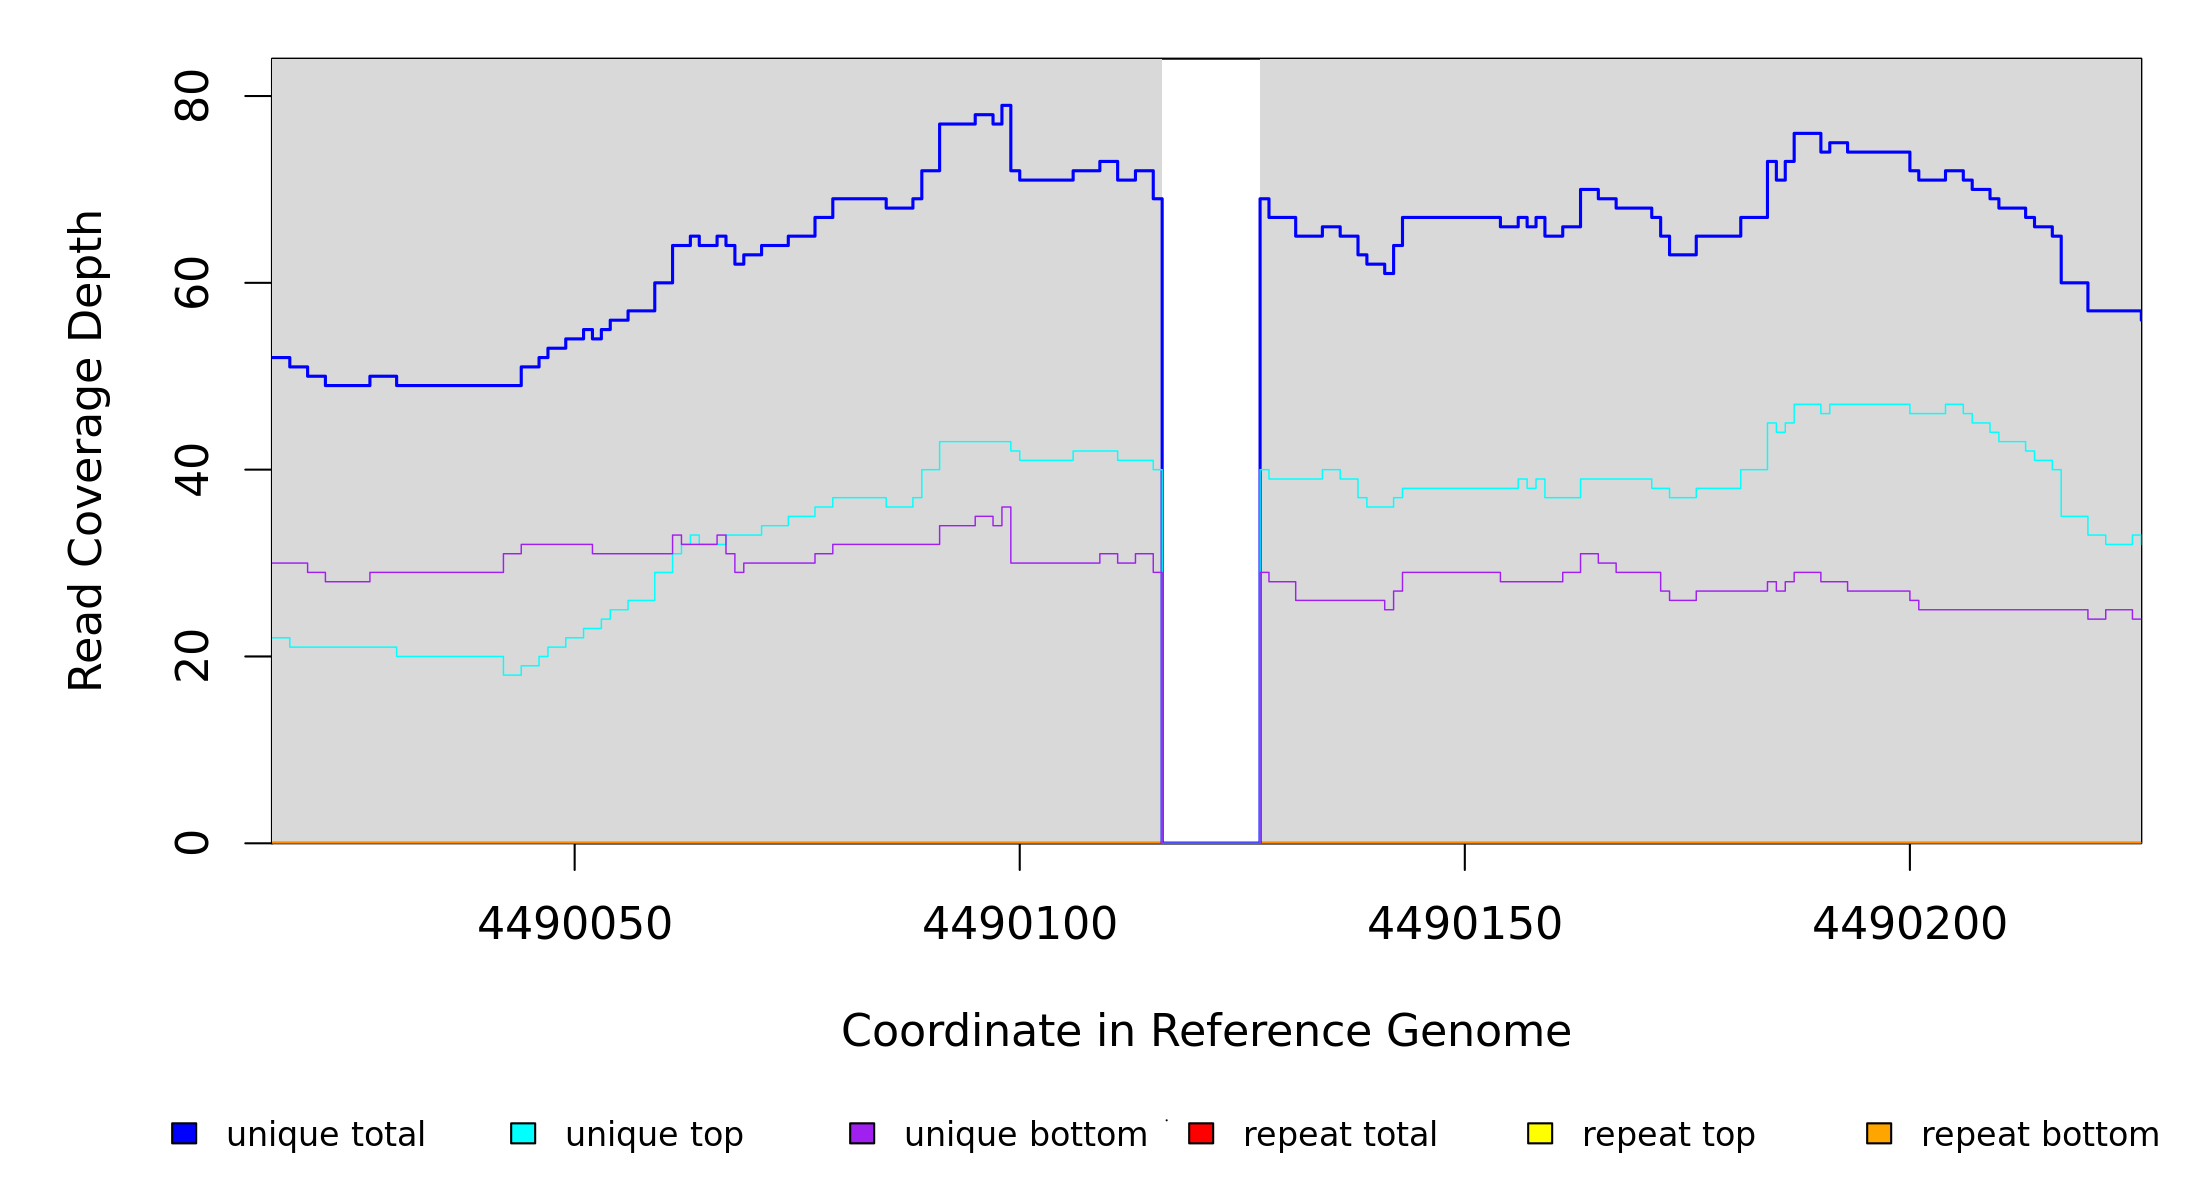 Read Coverage Depth
80
60
40
20
0
4490050 4490100 4490150 4490200
Coordinate in Reference Genome
unique total unique top unique bottom repeat total repeat top repeat bottom